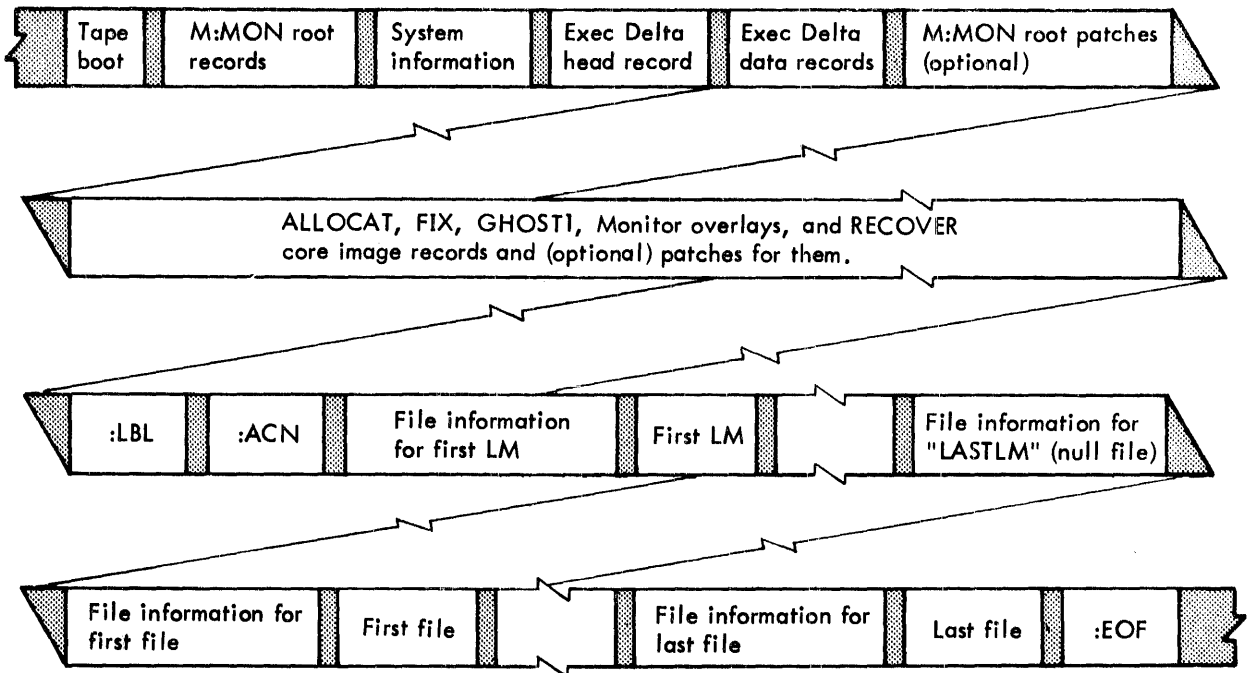 Tape boot
M:MON root records
System information
Exec Delta head record
Exec Delta data records
M:MON root patches (optional)
ALLOCAT, FIX, GHOST1, Monitor overlays, and RECOVER
core image records and (optional) patches for them.
:LBL
:ACN
File information for first LM
First LM
File information for "LASTLM" (null file)
File information for first file
First file
File information for last file
Last file
:EOF